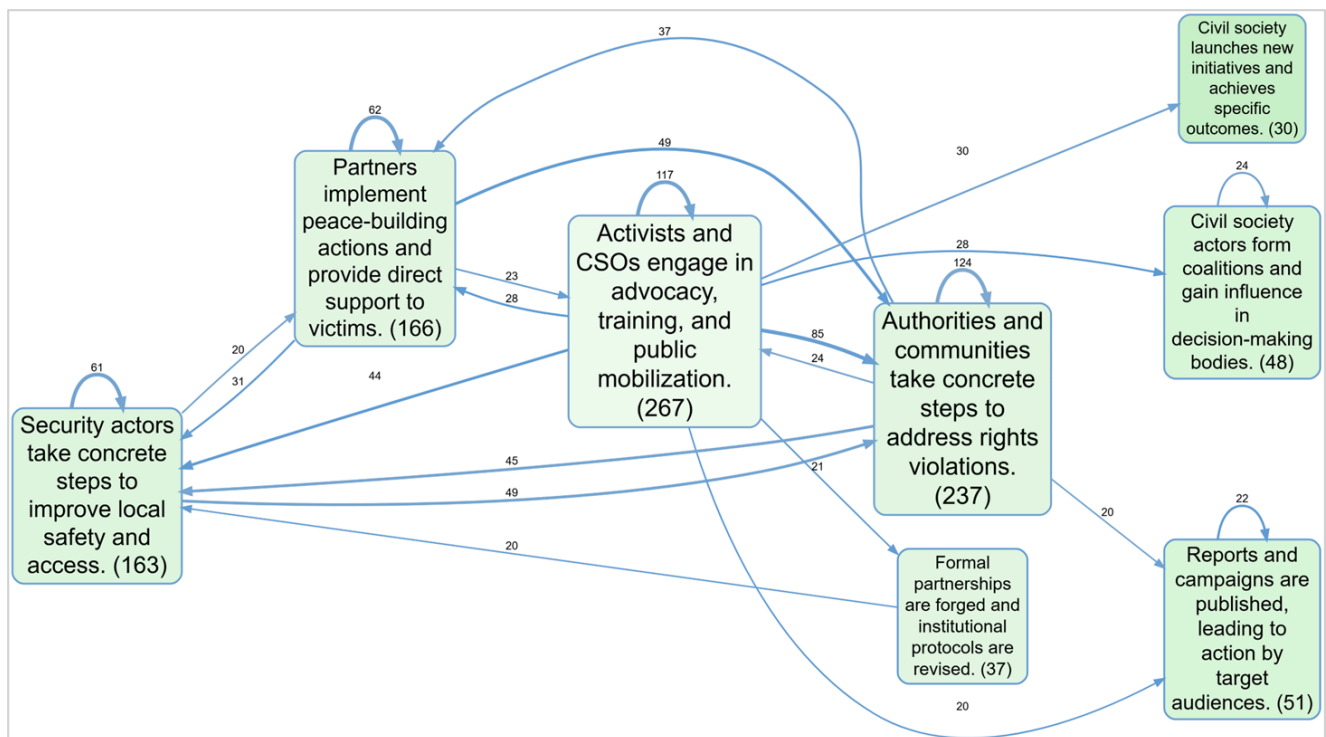 37
Civil society
launches new
initiatives and
achieves
specific
outcomes. (30)
62
Partners
implement
peace-building
actions and
provide direct
support to
victims. (166)
49
30
117
Activists and
CSOs engage in
advocacy,
training, and
public
mobilization.
(267)
24
Civil society
actors form
coalitions and
gain influence
in
decision-making
bodies. (48)
28
23
28
124
Authorities and
communities
take concrete
steps to
address rights
violations.
(237)
85
24
20
31
44
61
Security actors
take concrete
steps to
improve local
safety and
access. (163)
45
49
21
20
20
Formal
partnerships
are forged and
institutional
protocols are
revised. (37)
22
Reports and
campaigns are
published,
leading to
action by
target
audiences. (51)
20